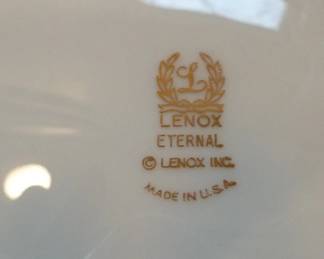 L
LENOX
ETERNAL
© LENOX INC.
MADE IN U.S.A.